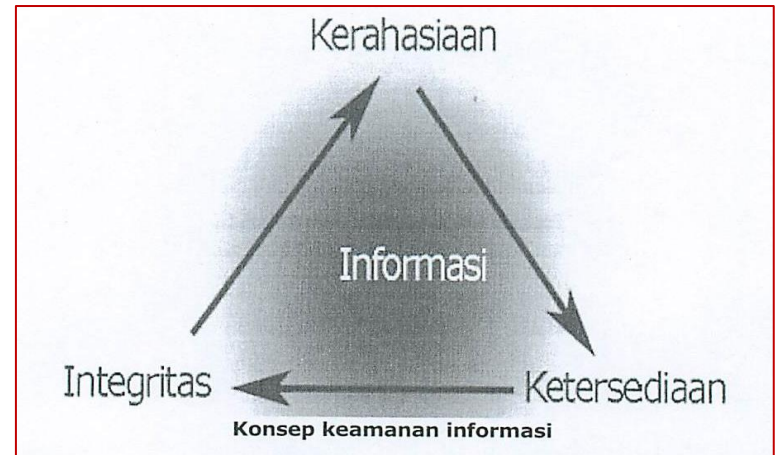 Kerahasiaan
Informasi
Integritas
Ketersediaan
Konsep keamanan informasi